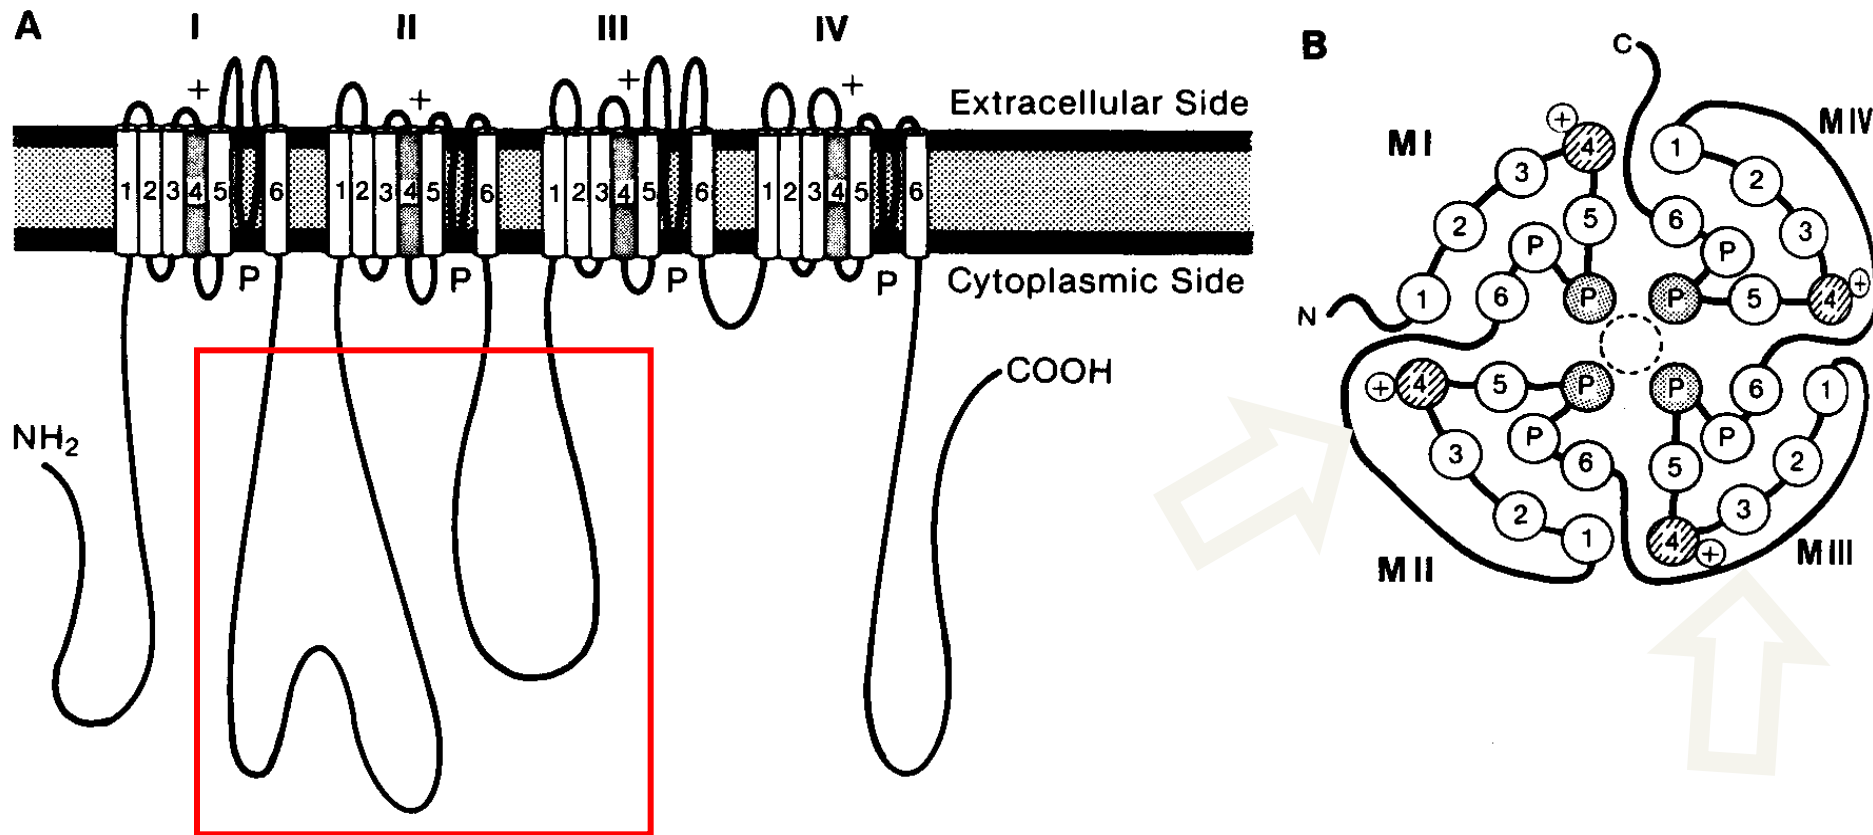 A I II III IV
+ + + +
Extracellular Side
1 2 3 4 5 6 1 2 3 4 5 6 1 2 3 4 5 6 1 2 3 4 5 6
P P P P
Cytoplasmic Side
COOH
NH₂
B
C
MI
MIV
+ 4 1
3 2
2 5 6 3
P P
1 6 P P 5 4 +
N
+ 4 5 P P 6 1
3 P P
6 5 2
2 3
1 4 +
MII
MIII